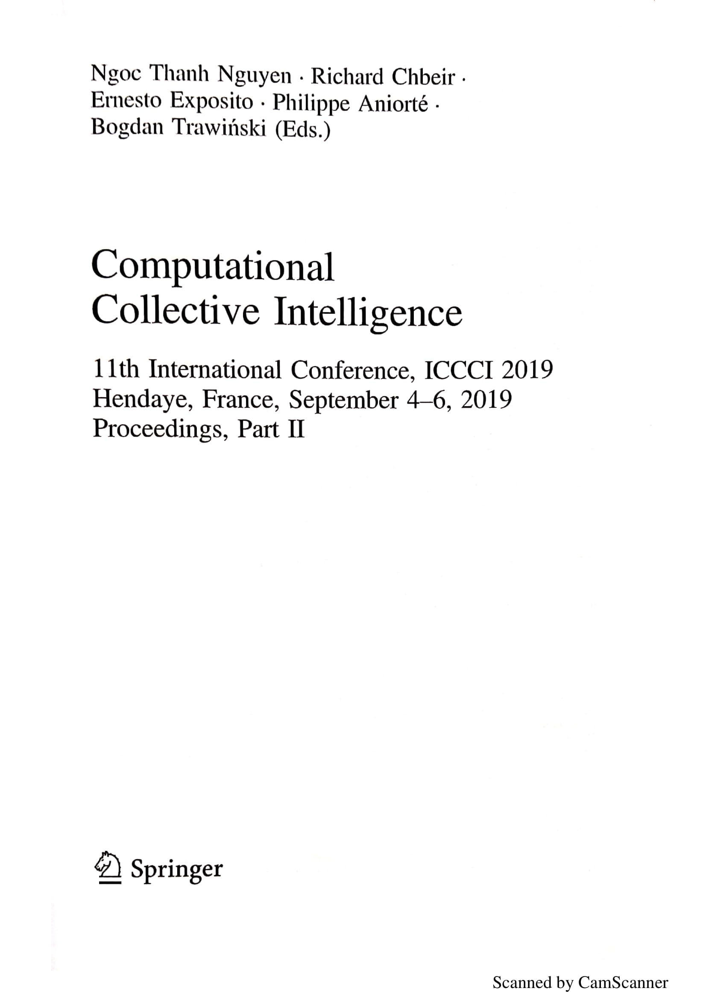 Ngoc Thanh Nguyen · Richard Chbeir ·
Ernesto Exposito · Philippe Aniorté ·
Bogdan Trawiński (Eds.)
Computational
Collective Intelligence
11th International Conference, ICCCI 2019
Hendaye, France, September 4–6, 2019
Proceedings, Part II
Springer
Scanned by CamScanner